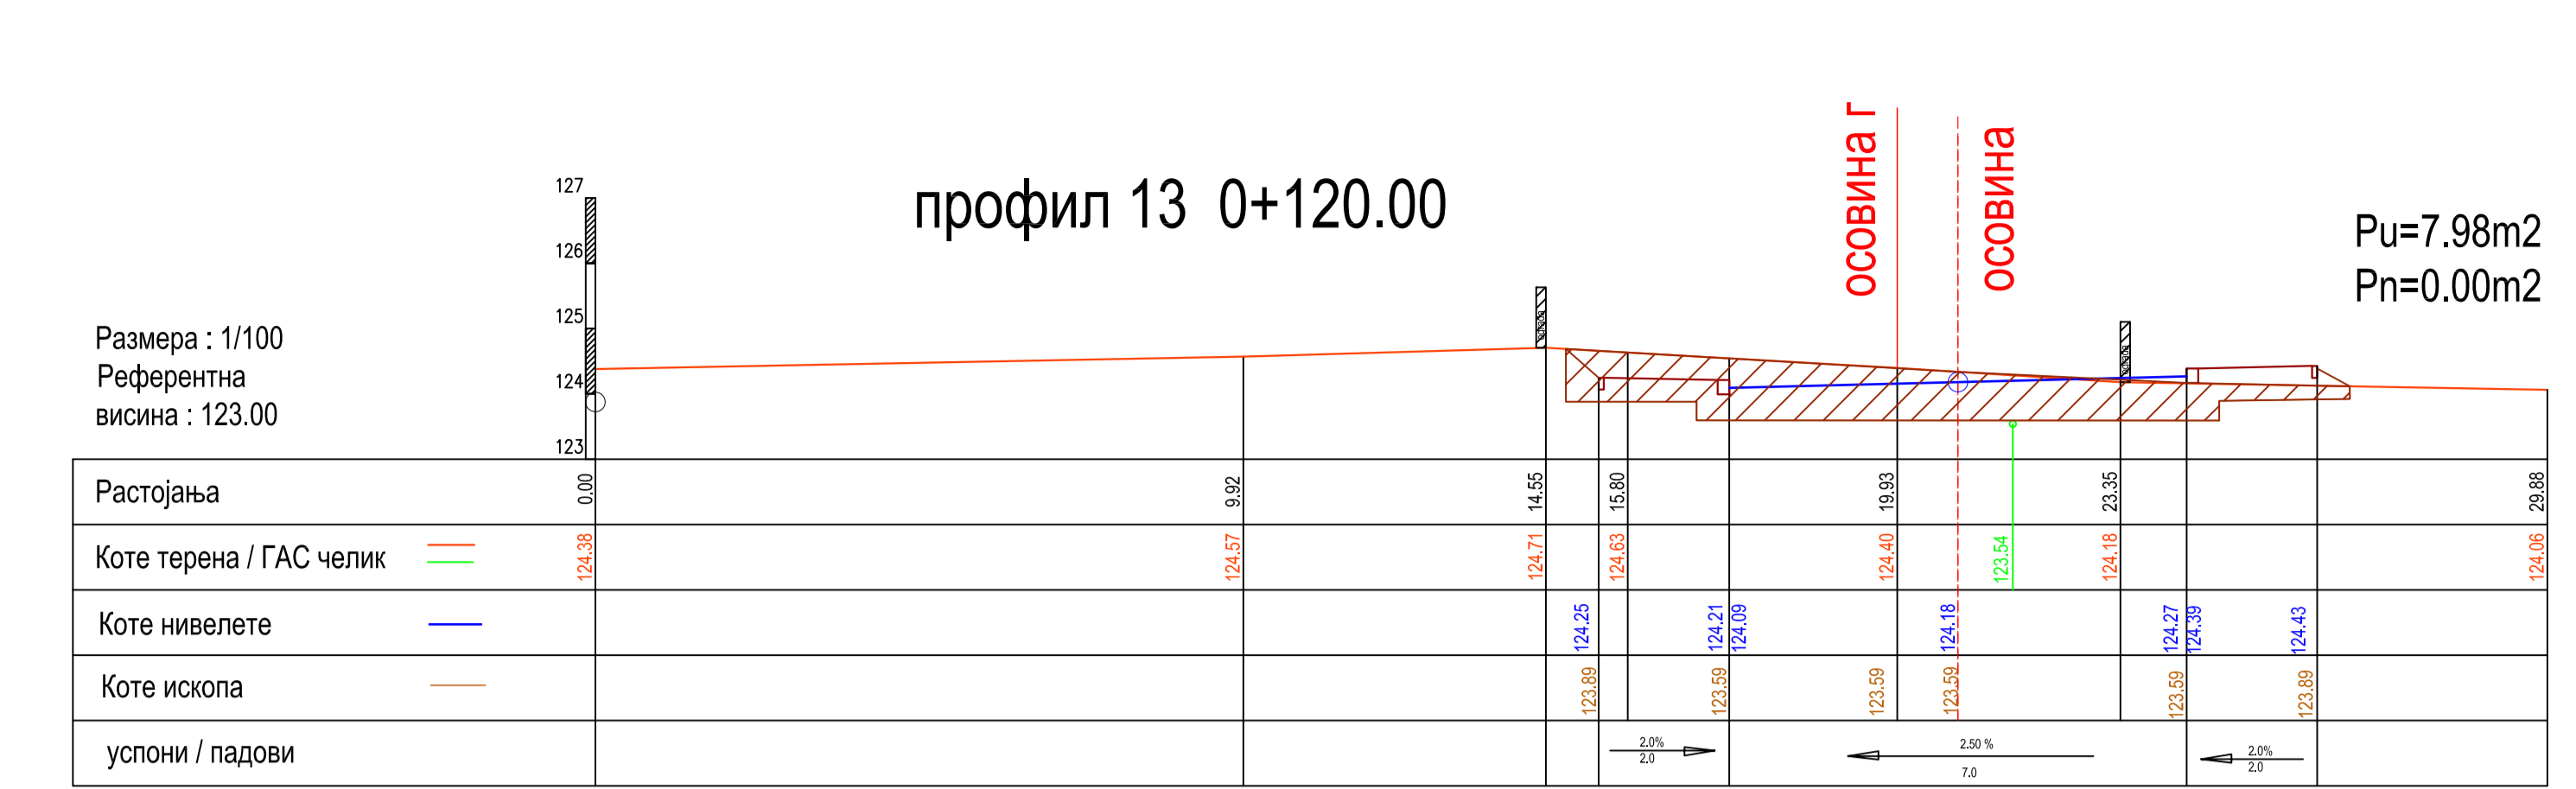 профил 13 0+120.00
осовина г
осовина
Pu=7.98m2
Pn=0.00m2
127
126
125
124
123
Размера : 1/100
Референтна
висина : 123.00
Растојања 0.00 9.92 14.55 15.80 19.93 23.35 29.88
Коте терена / ГАС челик 124.38 124.57 124.71 124.63 124.40 123.54 124.18 124.06
Коте нивелете 124.25 124.21 124.09 124.18 124.27 124.39 124.43
Коте ископа 123.89 123.59 123.59 123.59 123.59 123.89
успони / падови 2.0% 2.50 % 2.0%
2.0 7.0 2.0